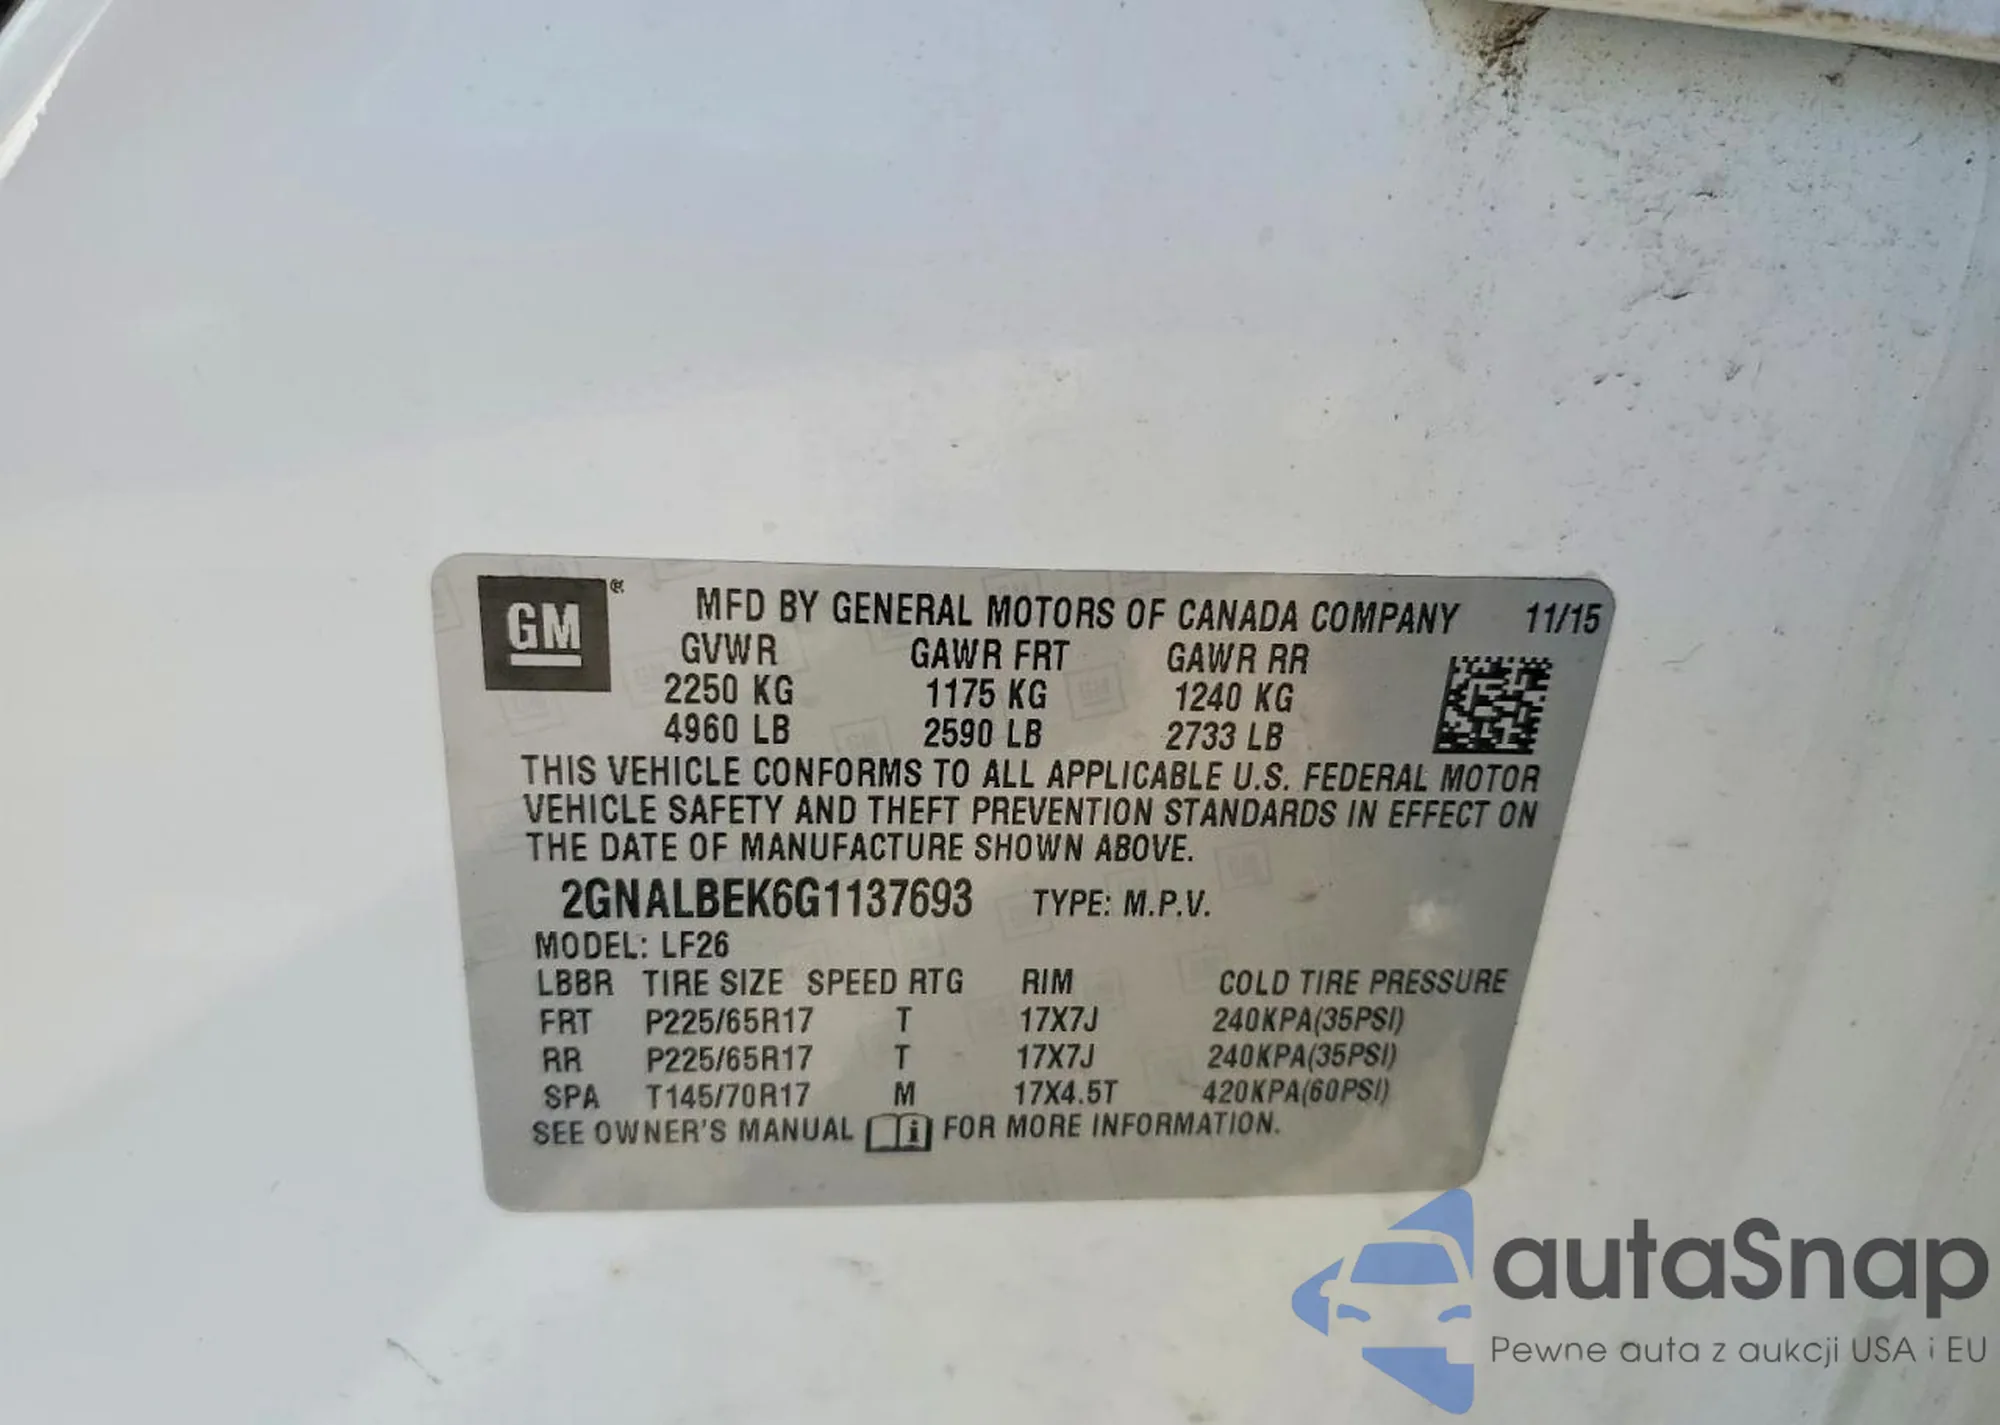 GM ® MFD BY GENERAL MOTORS OF CANADA COMPANY 11/15
GVWR GAWR FRT GAWR RR
2250 KG 1175 KG 1240 KG
4960 LB 2590 LB 2733 LB
THIS VEHICLE CONFORMS TO ALL APPLICABLE U.S. FEDERAL MOTOR
VEHICLE SAFETY AND THEFT PREVENTION STANDARDS IN EFFECT ON
THE DATE OF MANUFACTURE SHOWN ABOVE.
2GNALBEK6G1137693 TYPE: M.P.V.
MODEL: LF26
LBBR TIRE SIZE SPEED RTG RIM COLD TIRE PRESSURE
FRT P225/65R17 T 17X7J 240KPA(35PSI)
RR P225/65R17 T 17X7J 240KPA(35PSI)
SPA T145/70R17 M 17X4.5T 420KPA(60PSI)
SEE OWNER'S MANUAL i FOR MORE INFORMATION.
autaSnap
Pewne auta z aukcji USA i EU